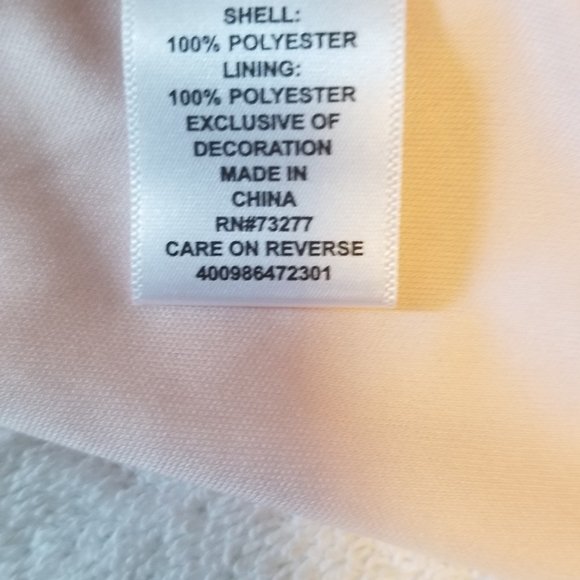 SHELL:
100% POLYESTER
LINING:
100% POLYESTER
EXCLUSIVE OF
DECORATION
MADE IN
CHINA
RN#73277
CARE ON REVERSE
400986472301